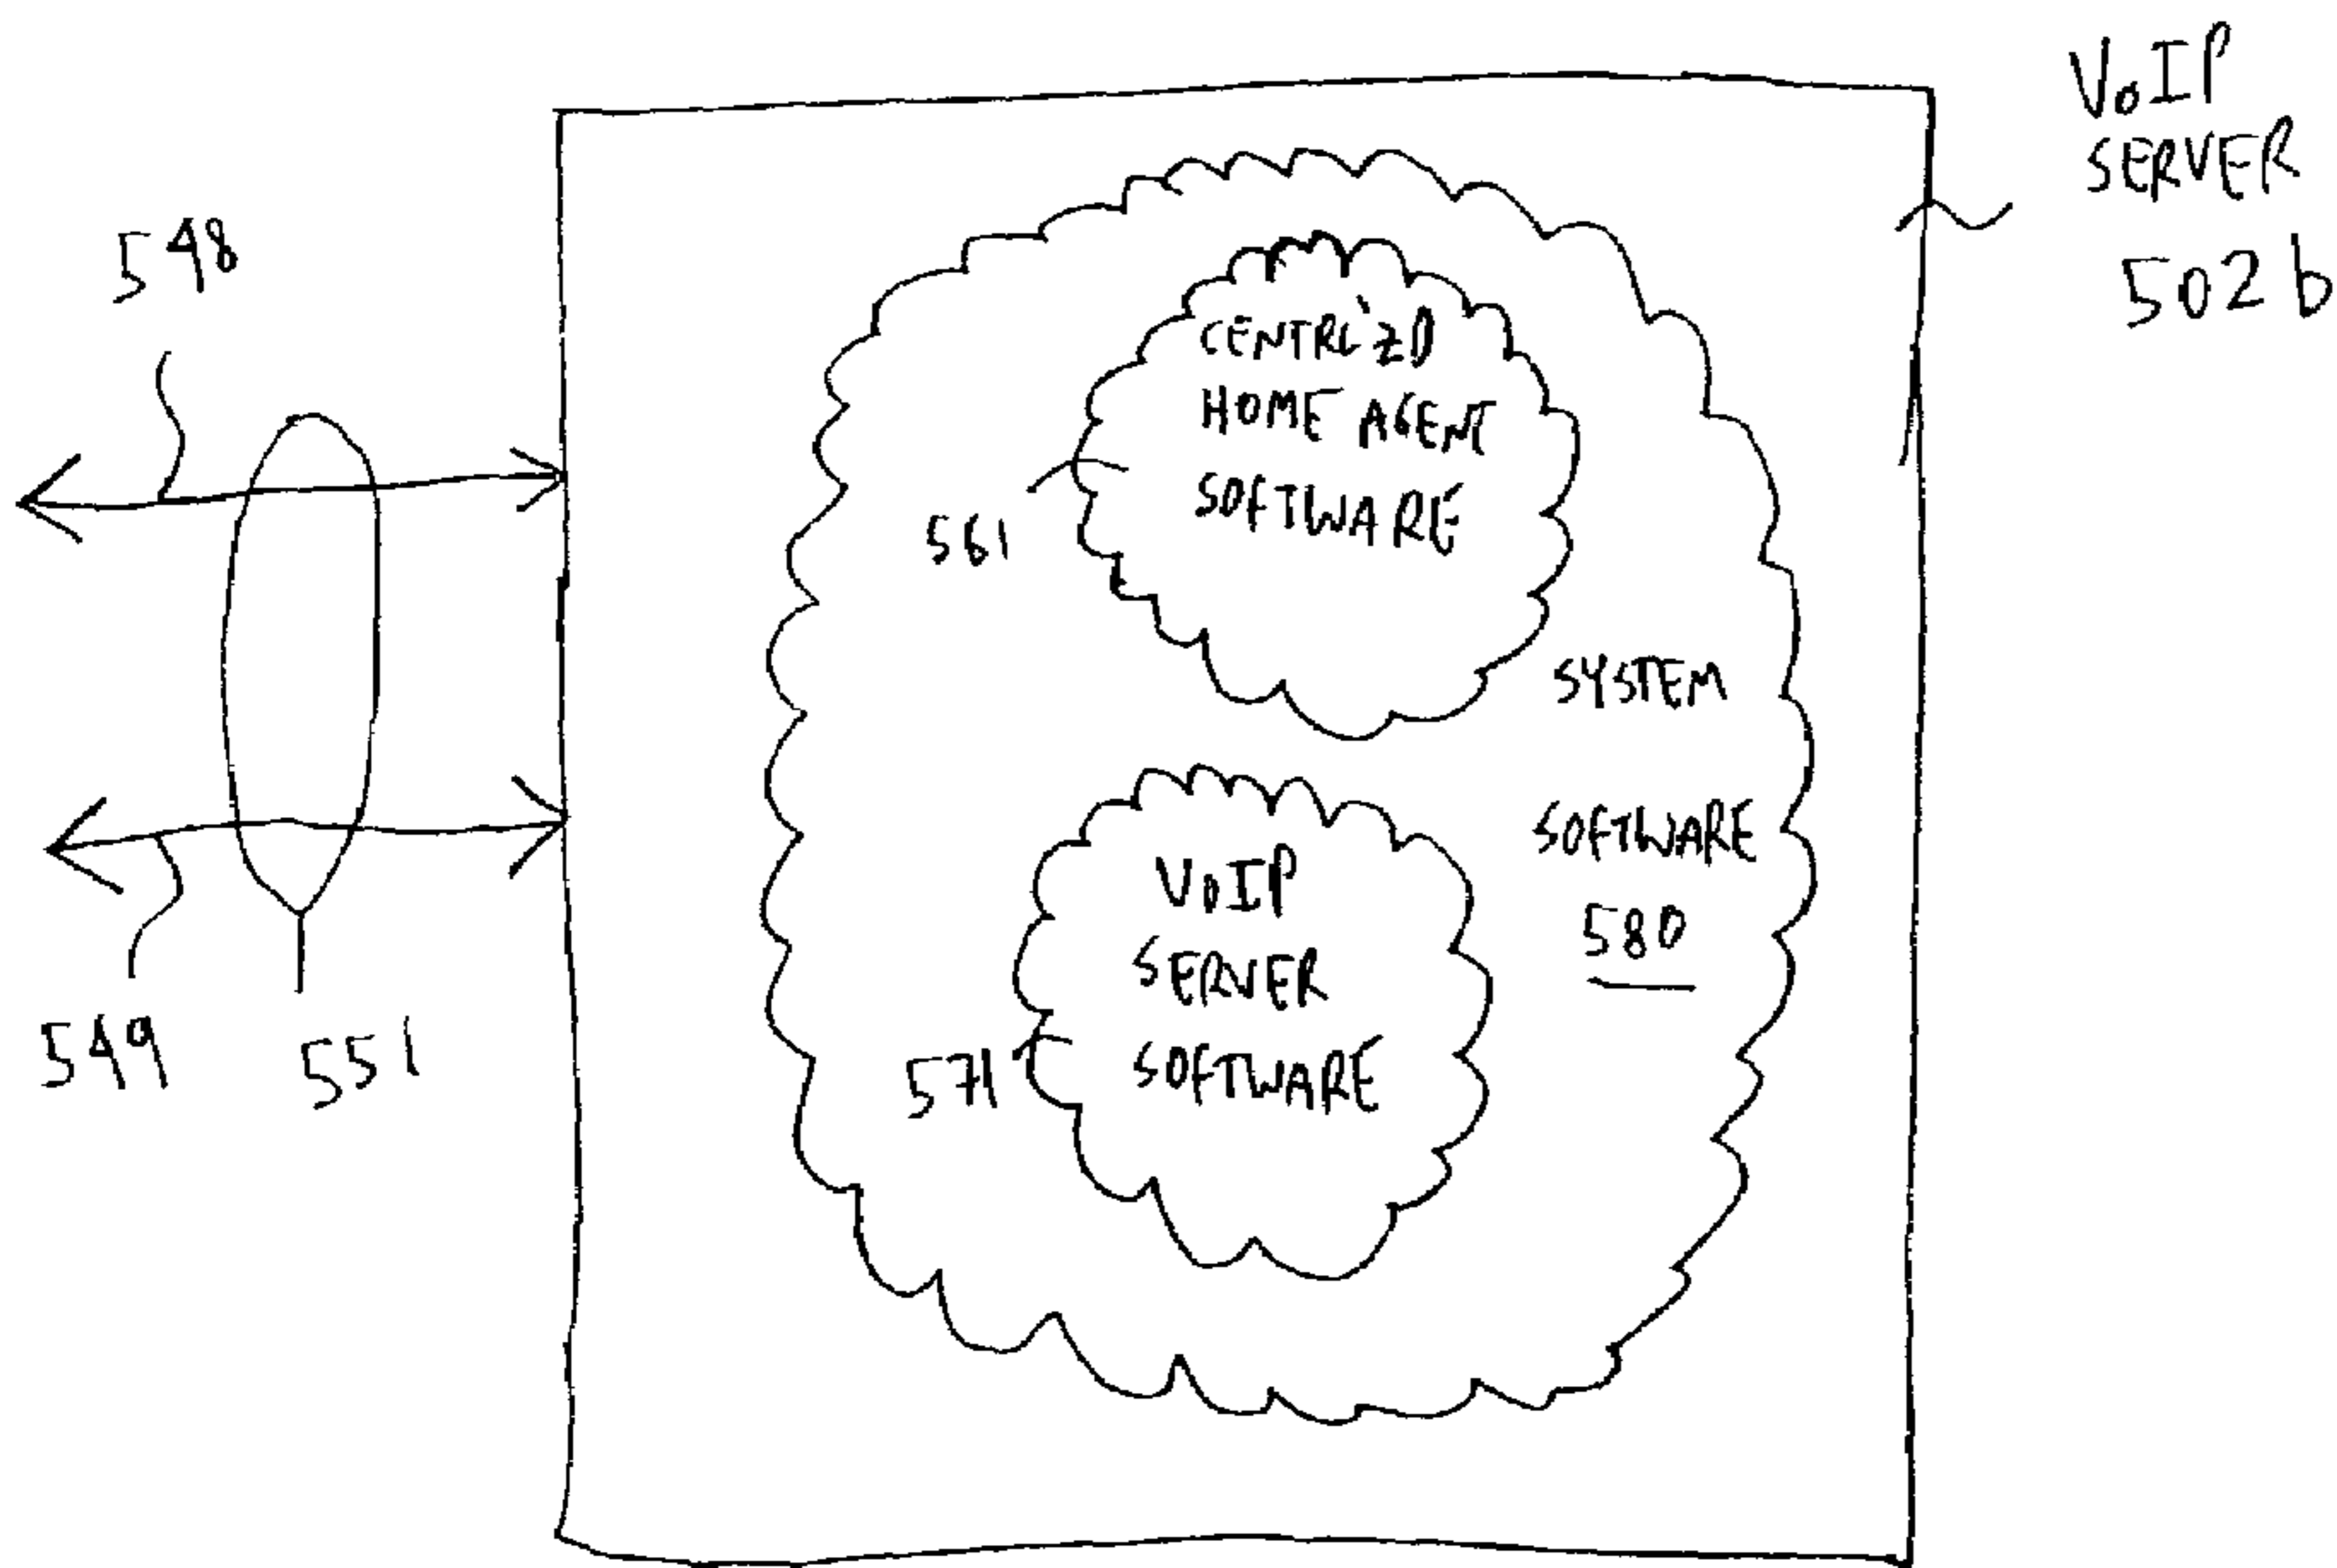 VoIP
SERVER
502b
548
CENTRL'ZD
HOME AGENT
SOFTWARE
561
SYSTEM
SOFTWARE
580
VoIP
SERVER
SOFTWARE
571
549
551